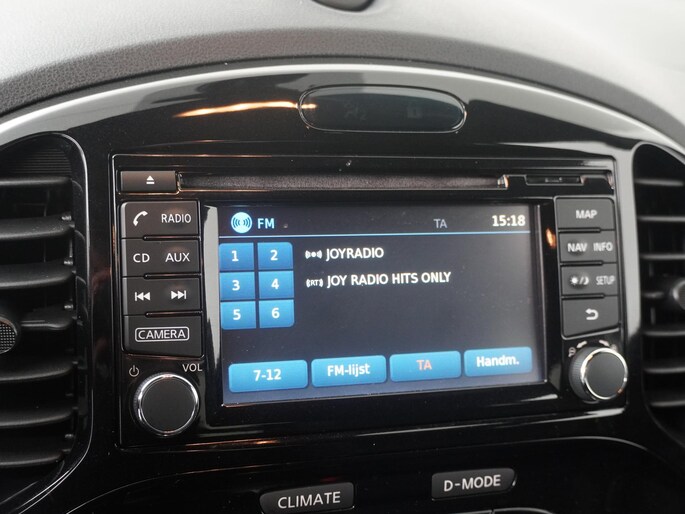 FM TA 15:18
RADIO
CD AUX
CAMERA
VOL
1 2
3 4
5 6
JOYRADIO
(RT) JOY RADIO HITS ONLY
7-12 FM-lijst TA Handm.
MAP
NAV INFO
SETUP
CLIMATE
D-MODE